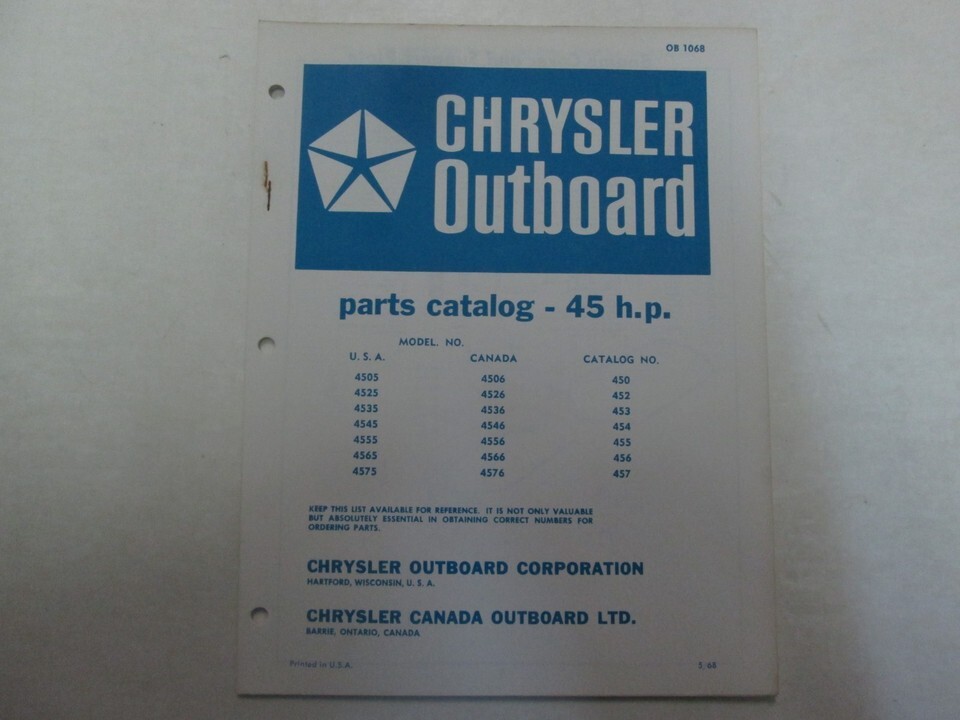 OB 1068
CHRYSLER
Outboard
parts catalog - 45 h.p.
MODEL. NO.
U. S. A. CANADA CATALOG NO.
4505 4506 450
4525 4526 452
4535 4536 453
4545 4546 454
4555 4556 455
4565 4566 456
4575 4576 457
KEEP THIS LIST AVAILABLE FOR REFERENCE. IT IS NOT ONLY VALUABLE
BUT ABSOLUTELY ESSENTIAL IN OBTAINING CORRECT NUMBERS FOR
ORDERING PARTS.
CHRYSLER OUTBOARD CORPORATION
HARTFORD, WISCONSIN, U. S. A.
CHRYSLER CANADA OUTBOARD LTD.
BARRIE, ONTARIO, CANADA
Printed in U.S.A. 5/68